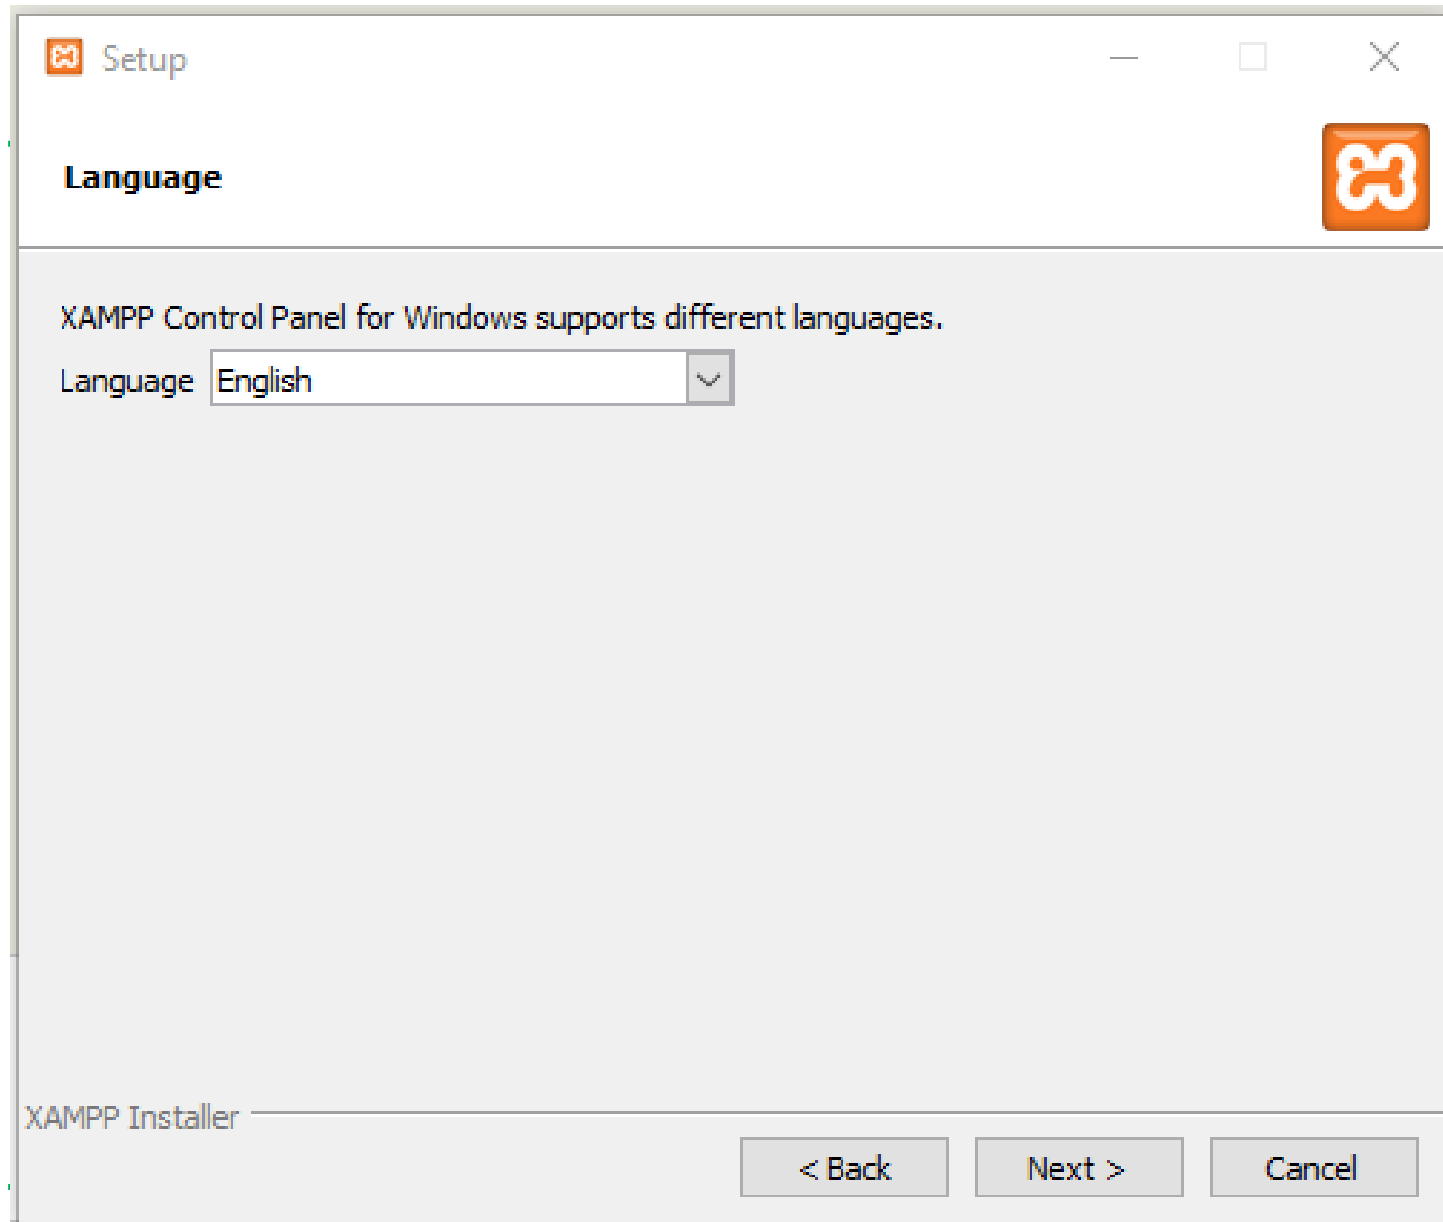 Setup
Language
XAMPP Control Panel for Windows supports different languages.
Language English
XAMPP Installer
< Back Next > Cancel